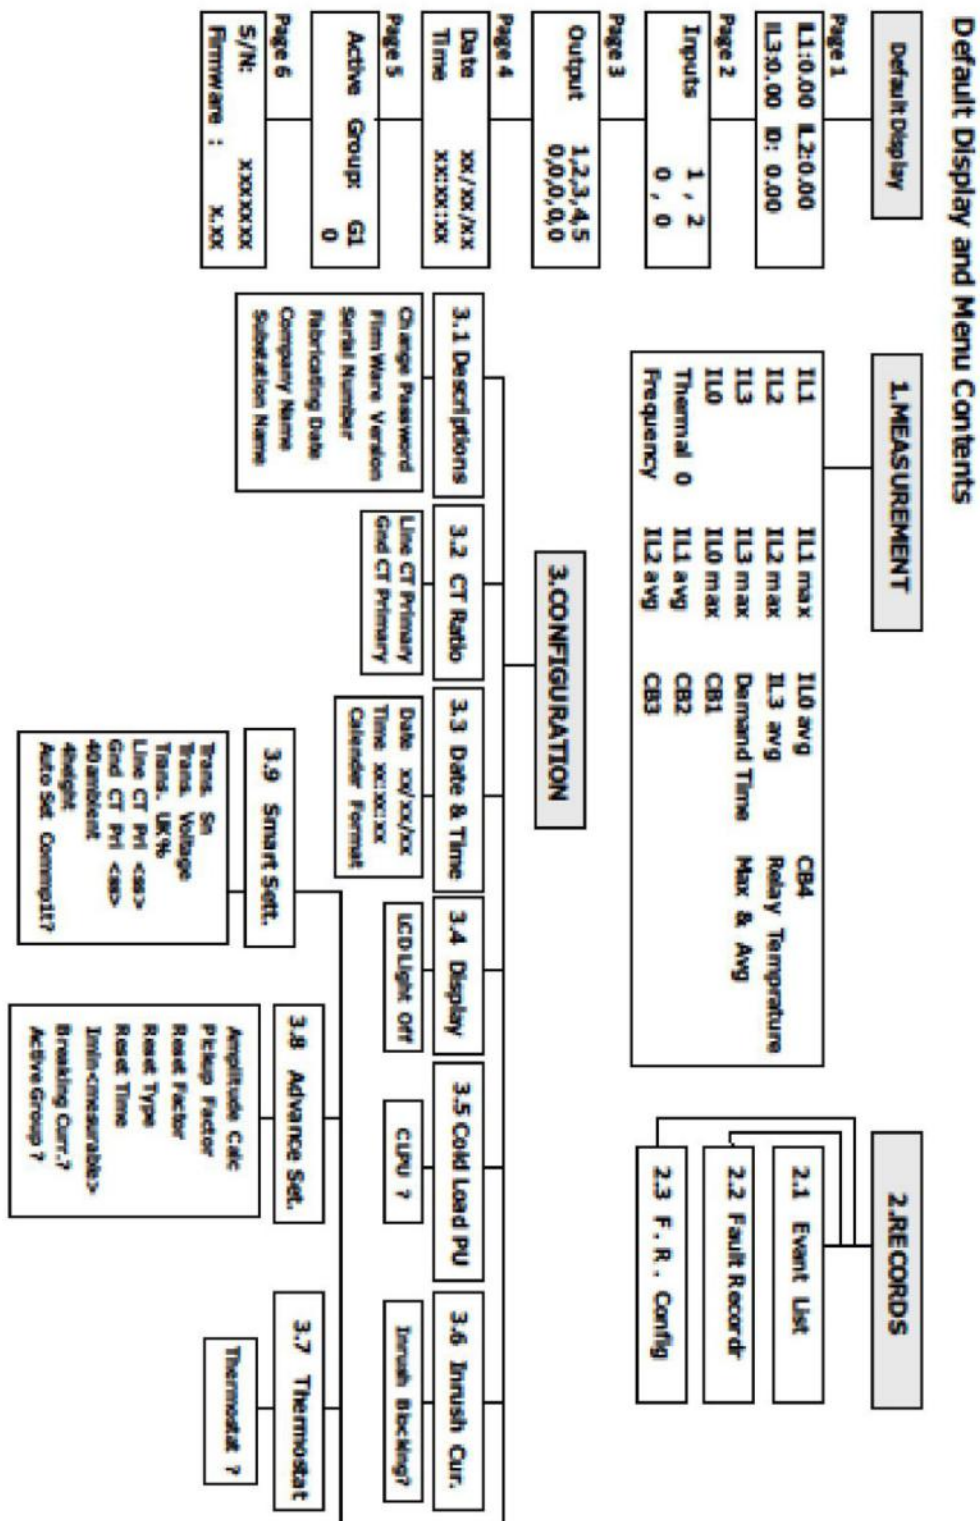 Default Display and Menu Contents
Default Display
Page 1
IL1:0.00 IL2:0.00
IL3:0.00 I0: 0.00
Page 2
Inputs 1 , 2
0 , 0
Page 3
Output 1,2,3,4,5
0,0,0,0,0
Page 4
Date xx/xx/xx
Time xx:xx:xx
Page 5
Active Group: G1
0
Page 6
S/N: xxxxxxx
Firmware : x.xx
1.MEASUREMENT
IL1 IL1 max IL0 avg CB4
IL2 IL2 max IL3 avg Relay Temprature
IL3 IL3 max Demand Time Max & Avg
IL0 IL0 max CB1
Thermal 0 IL1 avg CB2
Frequency IL2 avg CB3
2.RECORDS
2.1 Evant List
2.2 Fault Recordr
2.3 F. R. Config
3.CONFIGURATION
3.1 Descriptions
Change Password
FirmWare Version
Serial Number
Fabricating Date
Company Name
Substation Name
3.2 CT Ratio
Line CT Primary
Gnd CT Primary
3.3 Date & Time
Date xx/xx/xx
Time xx:xx:xx
Calender Format
3.4 Display
LCD Light Off
3.5 Cold Load PU
CLPU ?
3.6 Inrush Cur.
Inrush Blocking?
3.9 Smart Sett.
Trans. Sn
Trans. Voltage
Trans. UK%
Line CT Pri <ss>
Gnd CT Pri <ss>
40ambient
4height
Auto Set Commpit?
3.8 Advance Set.
Amplitude Calc
Pickup Factor
Reset Factor
Reset Type
Reset Time
Imin<mesurable>
Breaking Curr.?
Active Group ?
3.7 Thermostat
Thermostat ?